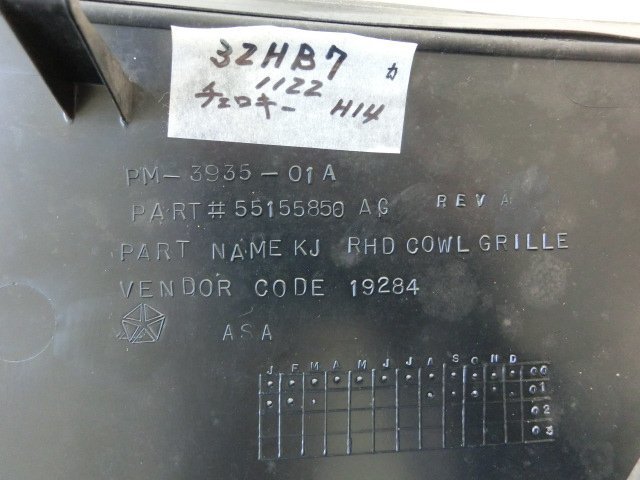 3ZHB7 カ
1122
チェロキー H14
PM-3935-01A
PART# 55155850 AG REV A
PART NAME KJ RHD COWL GRILLE
VENDOR CODE 19284
ASA
J F M A M J J A S O N D
00
01
02
03